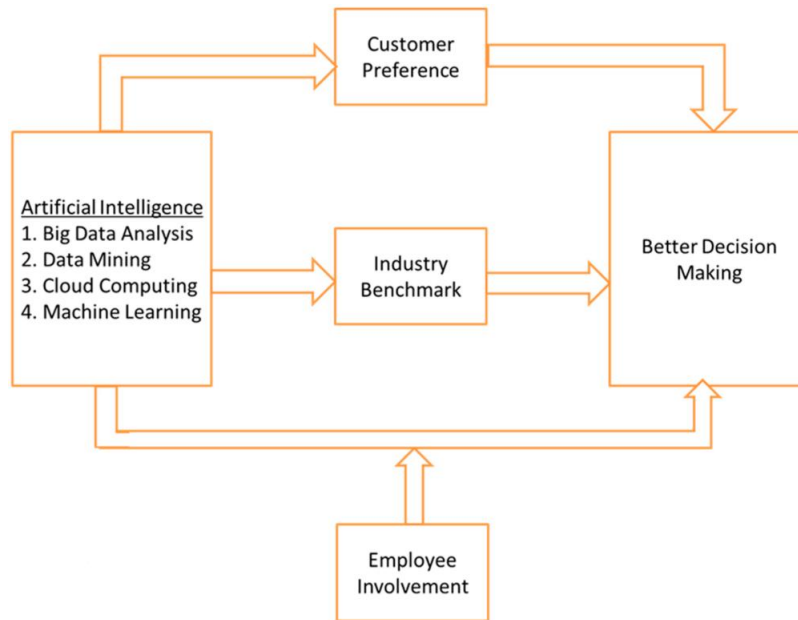 Customer
Preference
Artificial Intelligence
1. Big Data Analysis
2. Data Mining
3. Cloud Computing
4. Machine Learning
Industry
Benchmark
Better Decision
Making
Employee
Involvement